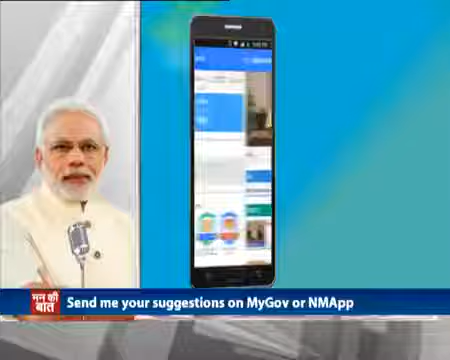 मन की
बात
Send me your suggestions on MyGov or NMApp